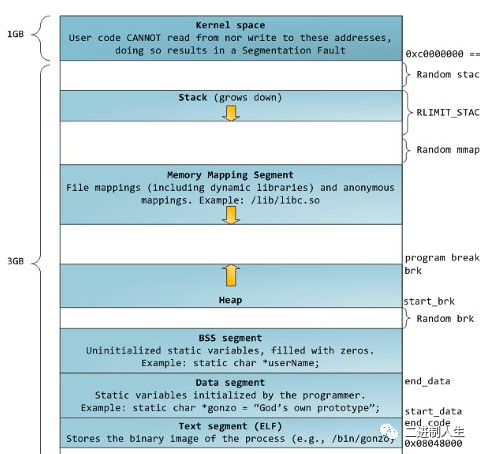 1GB
Kernel space
User code CANNOT read from nor write to these addresses,
doing so results in a Segmentation Fault
0xc0000000 ==
Random stac
Stack (grows down)
RLIMIT_STAC
Random mmap
Memory Mapping Segment
File mappings (including dynamic libraries) and anonymous
mappings. Example: /lib/libc.so
3GB
program break
brk
Heap
start_brk
Random brk
BSS segment
Uninitialized static variables, filled with zeros.
Example: static char *userName;
Data segment
Static variables initialized by the programmer.
Example: static char *gonzo = “God’s own prototype”;
end_data
start_data
end_code
Text segment (ELF)
Stores the binary image of the process (e.g., /bin/gonzo)
二进制人生
0x08048000